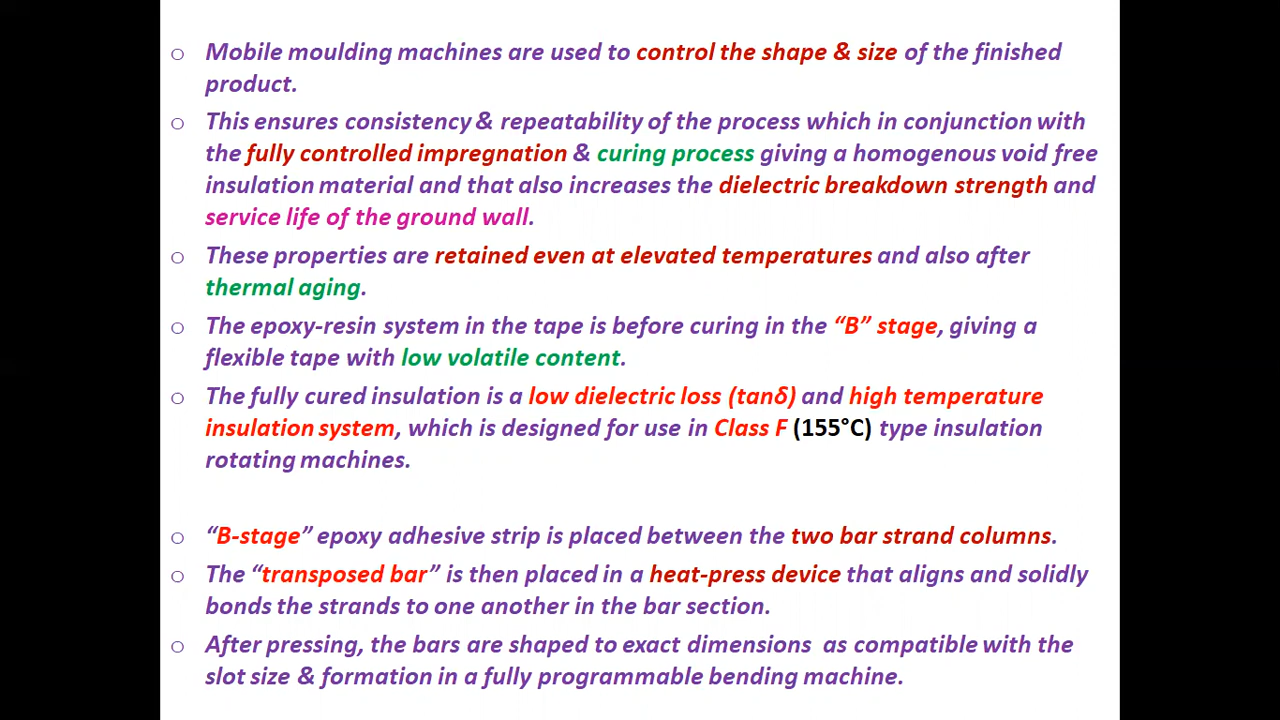 o Mobile moulding machines are used to control the shape & size of the finished
product.
o This ensures consistency & repeatability of the process which in conjunction with
the fully controlled impregnation & curing process giving a homogenous void free
insulation material and that also increases the dielectric breakdown strength and
service life of the ground wall.
o These properties are retained even at elevated temperatures and also after
thermal aging.
o The epoxy-resin system in the tape is before curing in the “B” stage, giving a
flexible tape with low volatile content.
o The fully cured insulation is a low dielectric loss (tanδ) and high temperature
insulation system, which is designed for use in Class F (155°C) type insulation
rotating machines.
o “B-stage” epoxy adhesive strip is placed between the two bar strand columns.
o The “transposed bar” is then placed in a heat-press device that aligns and solidly
bonds the strands to one another in the bar section.
o After pressing, the bars are shaped to exact dimensions  as compatible with the
slot size & formation in a fully programmable bending machine.